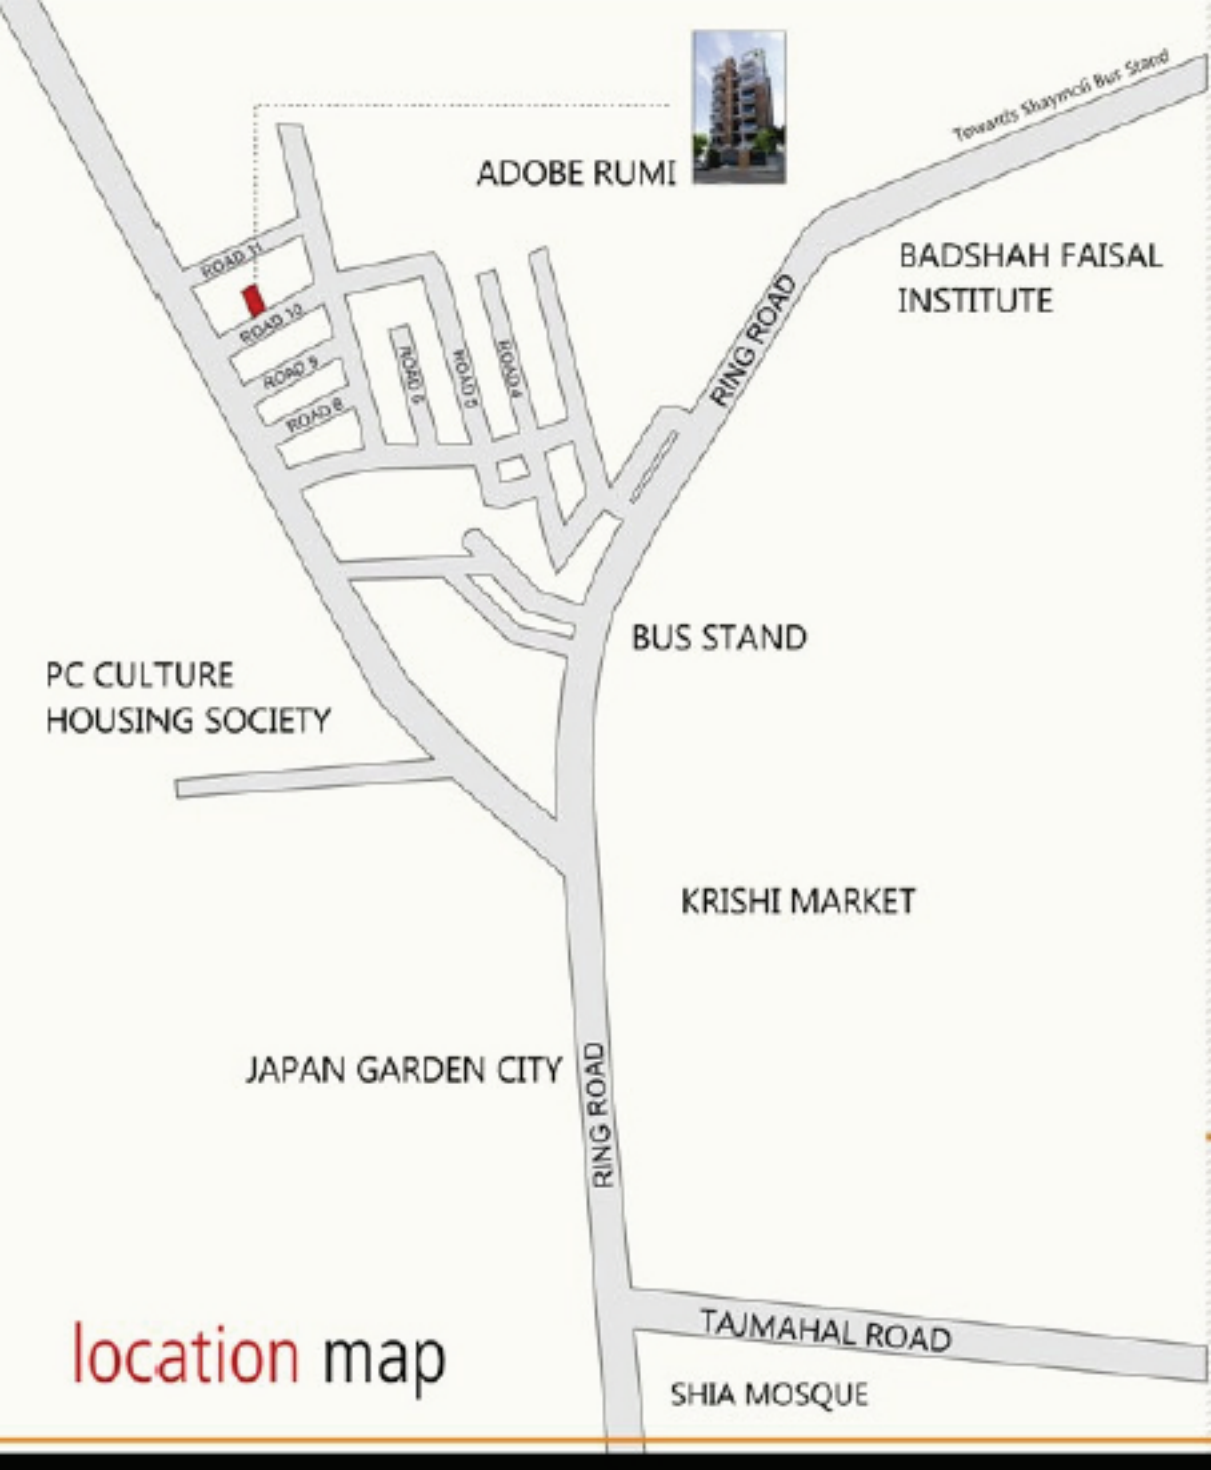 Towards Shaymoli Bus Stand
ADOBE RUMI
BADSHAH FAISAL
INSTITUTE
ROAD 11
ROAD 10
ROAD 9
ROAD 8
ROAD 6
ROAD 5
ROAD 4
RING ROAD
BUS STAND
PC CULTURE
HOUSING SOCIETY
KRISHI MARKET
JAPAN GARDEN CITY
RING ROAD
TAJMAHAL ROAD
SHIA MOSQUE
location map